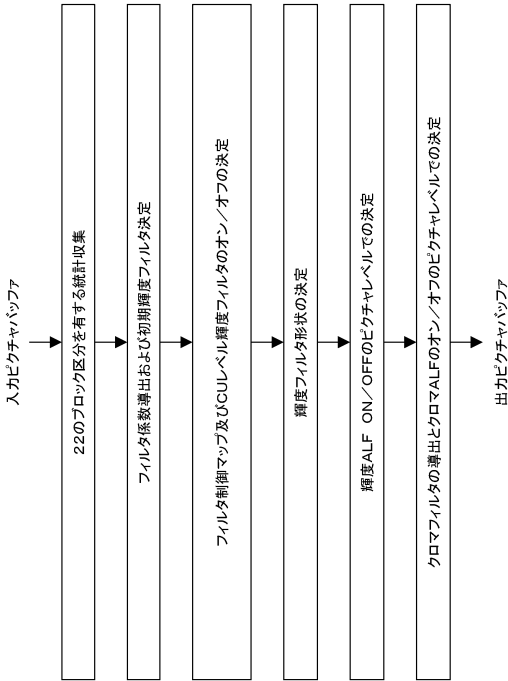 入力ピクチャバッファ
22のブロック区分を有する統計収集
フィルタ係数導出および初期輝度フィルタ決定
フィルタ制御マップ及びCUレベル輝度フィルタのオン／オフの決定
輝度フィルタ形状の決定
輝度ALF ON／OFFのピクチャレベルでの決定
クロマフィルタの導出とクロマALFのオン／オフのピクチャレベルでの決定
出力ピクチャバッファ